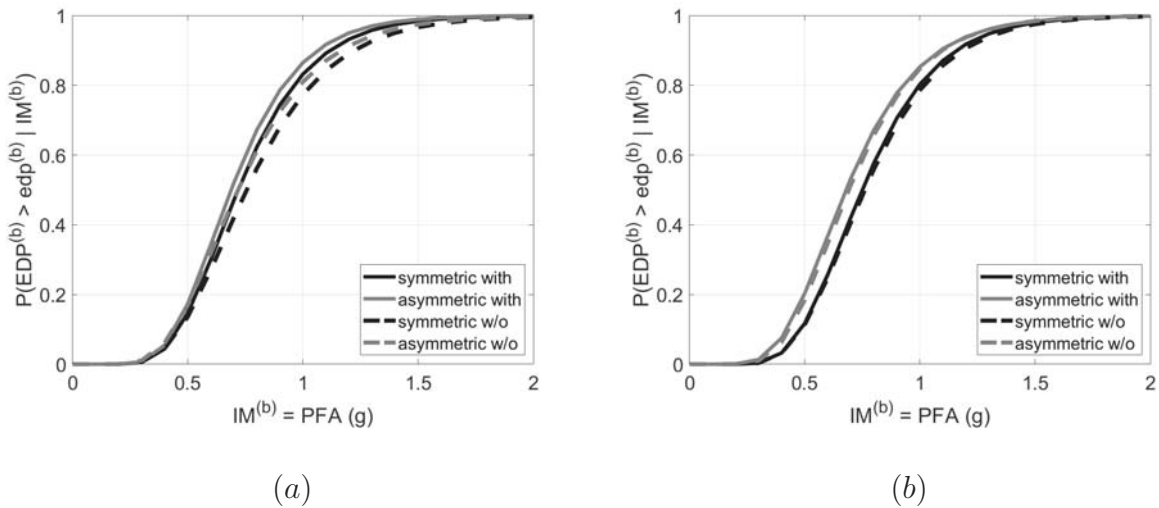 1
0.8
0.6
0.4
0.2
0
P(EDP^(b) > edp^(b) | IM^(b))
symmetric with
asymmetric with
symmetric w/o
asymmetric w/o
0 0.5 1 1.5 2
IM^(b) = PFA (g)
(a)
1
0.8
0.6
0.4
0.2
0
P(EDP^(b) > edp^(b) | IM^(b))
symmetric with
asymmetric with
symmetric w/o
asymmetric w/o
0 0.5 1 1.5 2
IM^(b) = PFA (g)
(b)